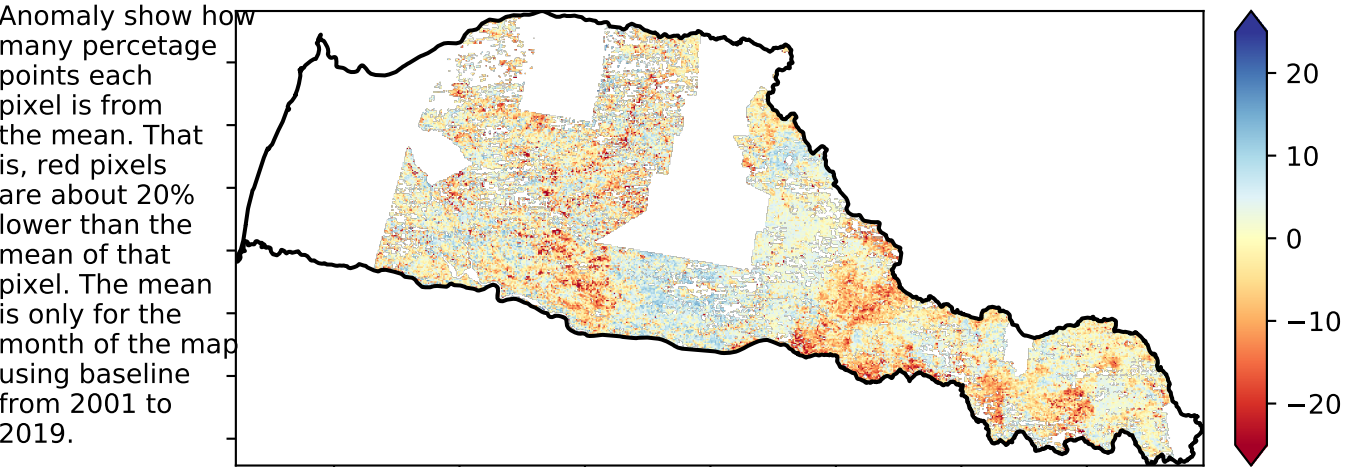 Anomaly show how
many percetage
points each
pixel is from
the mean. That
is, red pixels
are about 20%
lower than the
mean of that
pixel. The mean
is only for the
month of the map
using baseline
from 2001 to
2019.
20
10
0
−10
−20